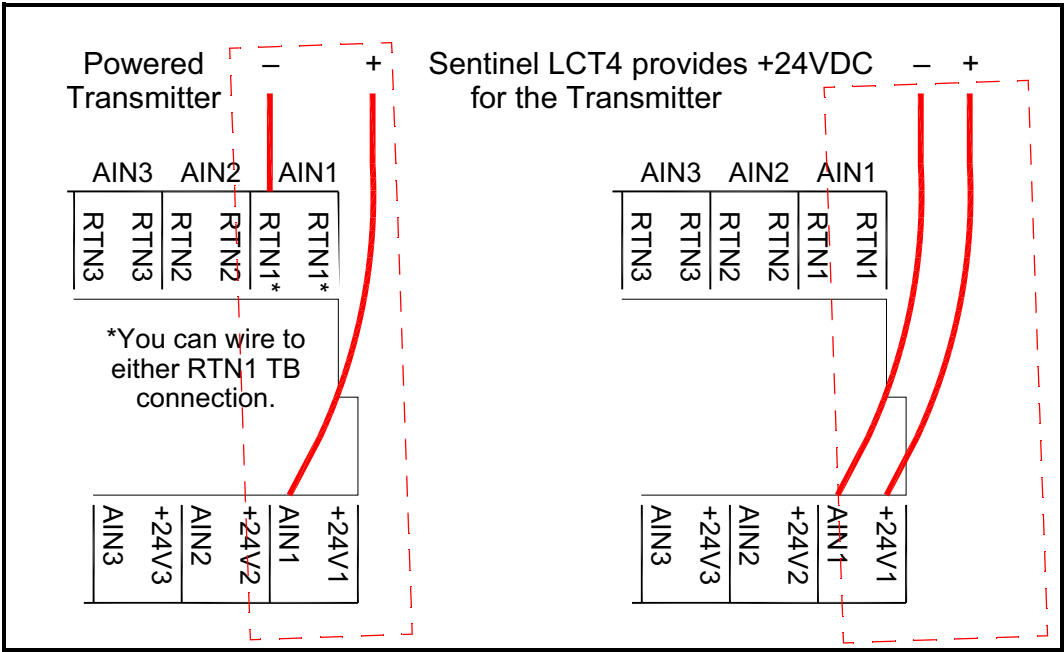 Powered
Transmitter
– +
AIN3 AIN2 AIN1
RTN3 RTN3 RTN2 RTN2 RTN1* RTN1*
*You can wire to
either RTN1 TB
connection.
AIN3 +24V3 AIN2 +24V2 AIN1 +24V1
Sentinel LCT4 provides +24VDC
for the Transmitter
– +
AIN3 AIN2 AIN1
RTN3 RTN3 RTN2 RTN2 RTN1 RTN1
AIN3 +24V3 AIN2 +24V2 AIN1 +24V1